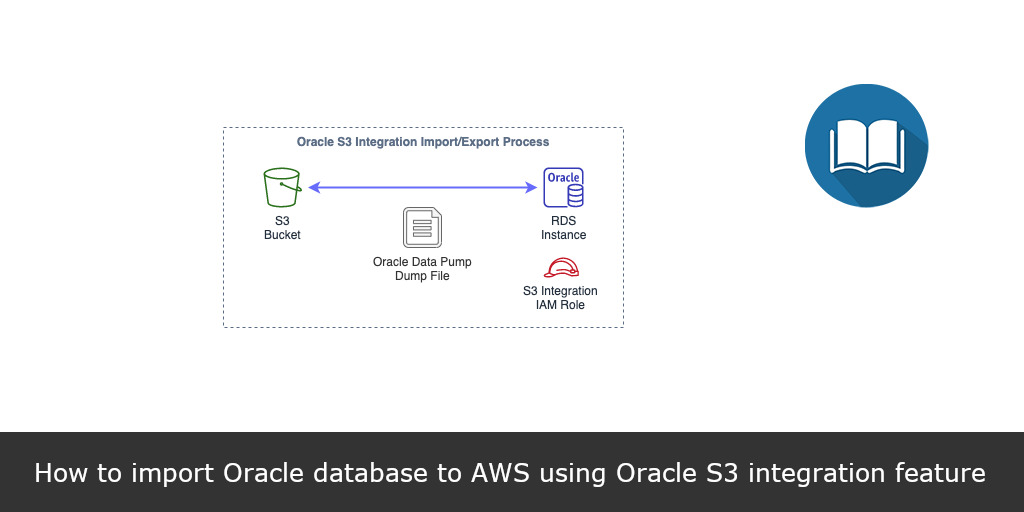 Oracle S3 Integration Import/Export Process
S3
Bucket
Oracle
RDS
Instance
Oracle Data Pump
Dump File
S3 Integration
IAM Role
How to import Oracle database to AWS using Oracle S3 integration feature